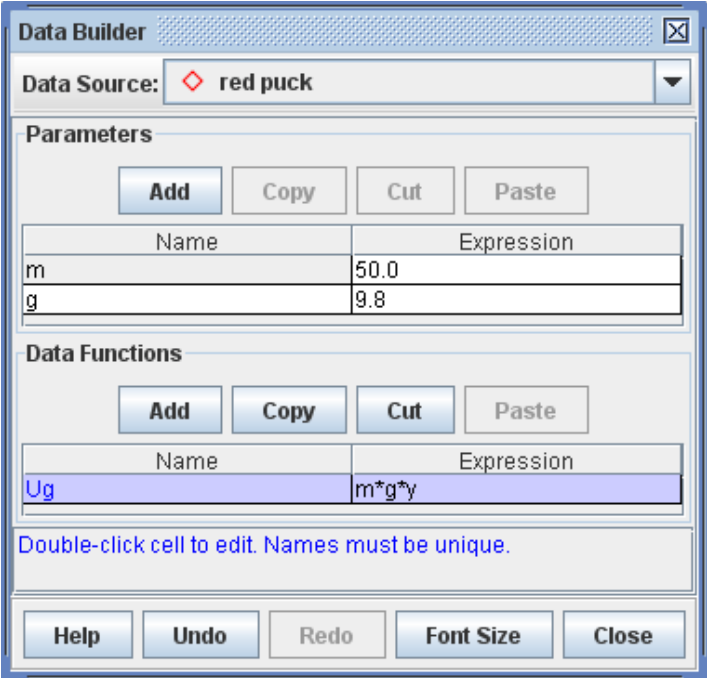 Data Builder
Data Source: red puck
Parameters
Add Copy Cut Paste
Name Expression
m 50.0
g 9.8
Data Functions
Add Copy Cut Paste
Name Expression
Ug m*g*y
Double-click cell to edit. Names must be unique.
Help Undo Redo Font Size Close